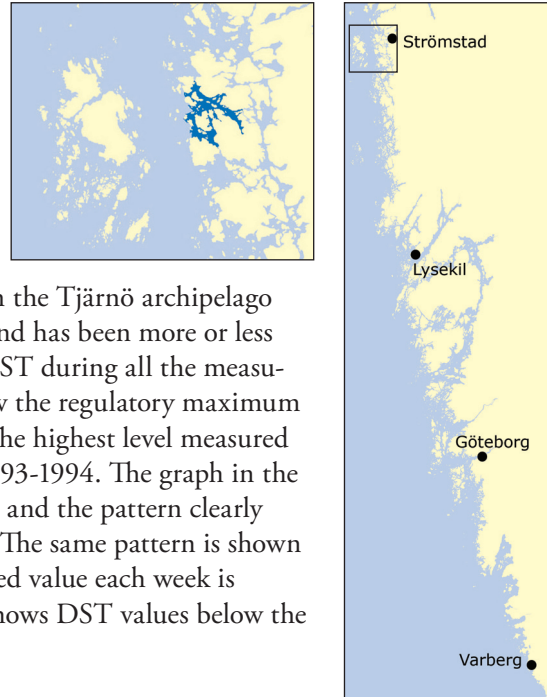 Strömstad
Lysekil
Göteborg
Varberg
n the Tjärnö archipelago
nd has been more or less
ST during all the measu-
w the regulatory maximum
he highest level measured
93-1994. The graph in the
and the pattern clearly
The same pattern is shown
ed value each week is
hows DST values below the